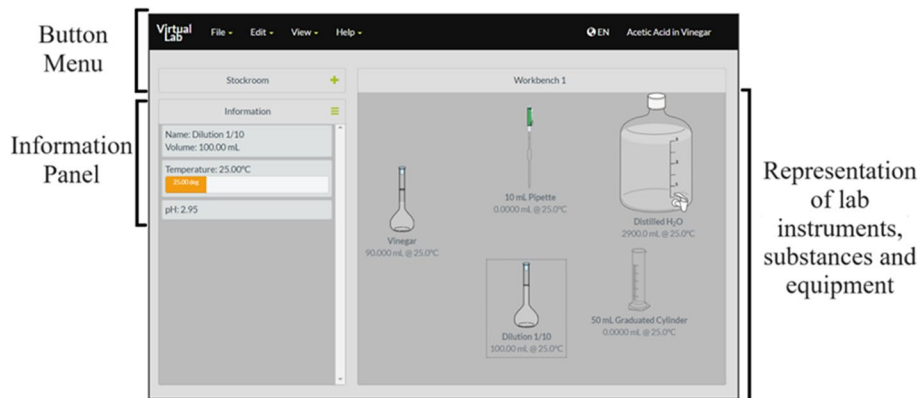 Button
Menu
Virtual
Lab
File
Edit
View
Help
EN
Acetic Acid in Vinegar
Stockroom
Workbench 1
Information
Information
Panel
Name: Dilution 1/10
Volume: 100.00 mL
Temperature: 25.00°C
25.00 deg
pH: 2.95
10 mL Pipette
0.0000 mL @ 25.0°C
Distilled H₂O
2900.0 mL @ 25.0°C
Vinegar
90.000 mL @ 25.0°C
50 mL Graduated Cylinder
0.0000 mL @ 25.0°C
Dilution 1/10
100.00 mL @ 25.0°C
Representation
of lab
instruments,
substances and
equipment